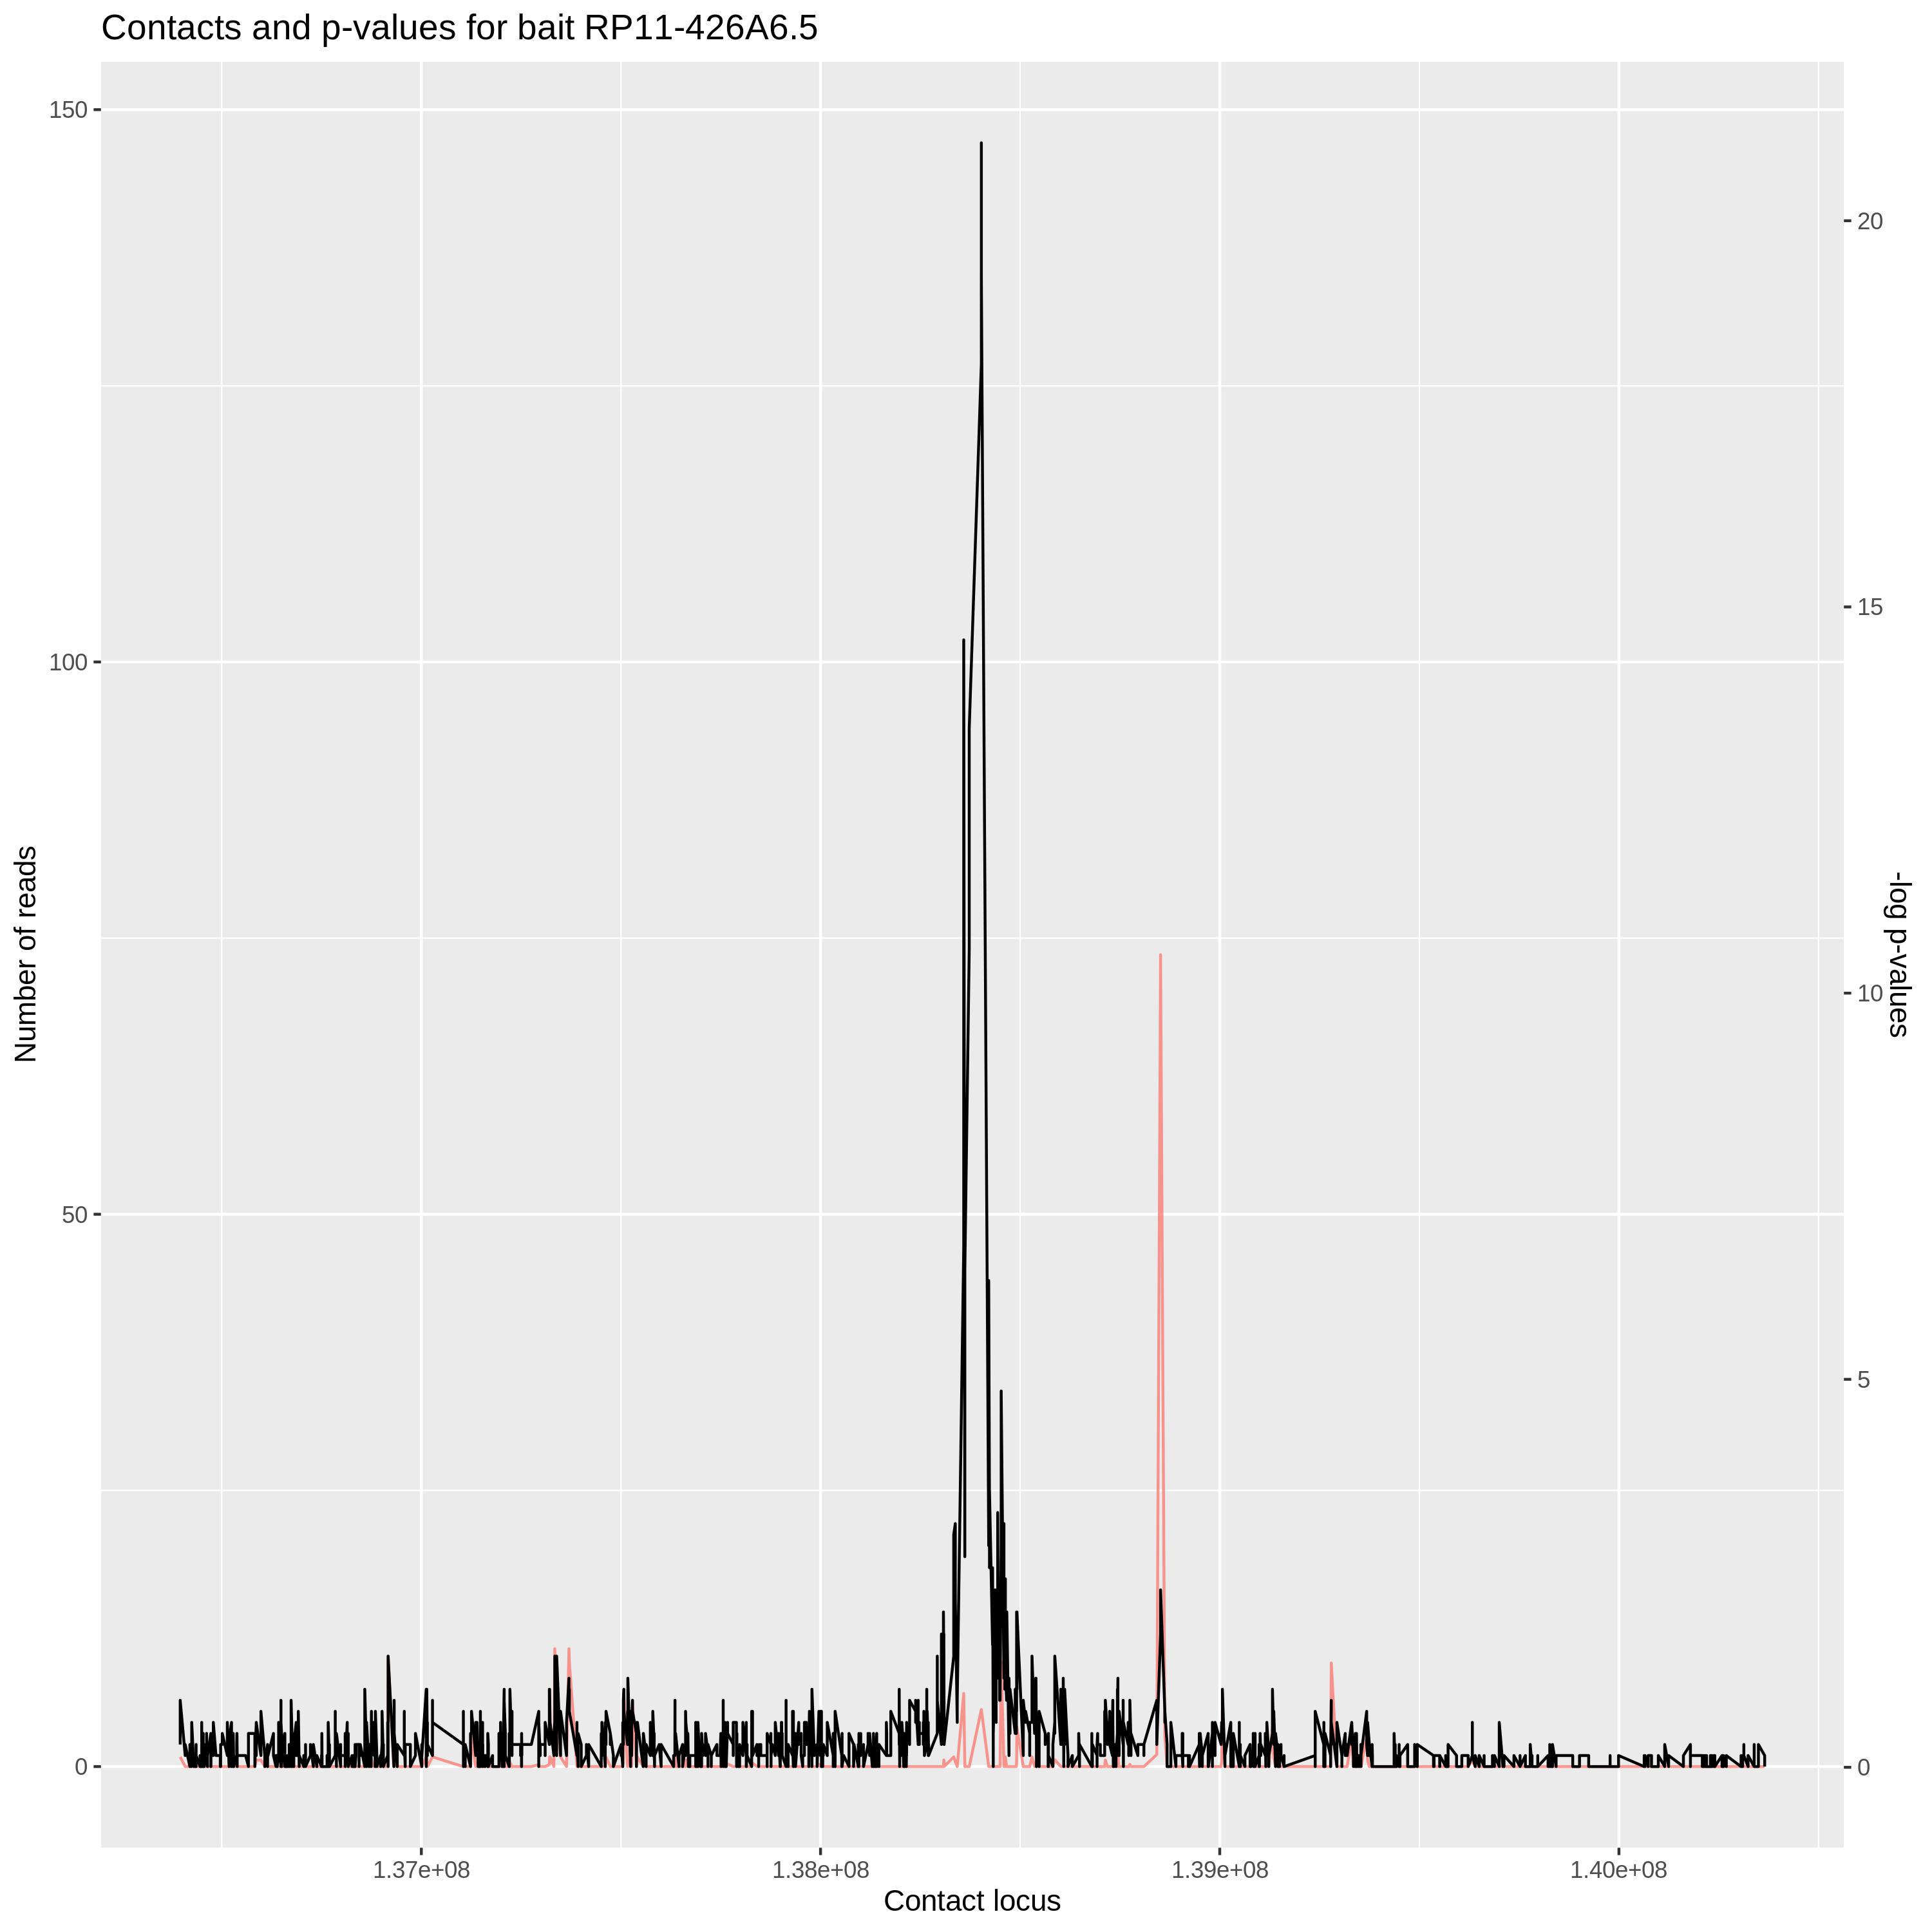 Contacts and p-values for bait RP11-426A6.5
150
100
50
0
Number of reads
20
15
10
5
0
-log p-values
1.37e+08
1.38e+08
1.39e+08
1.40e+08
Contact locus